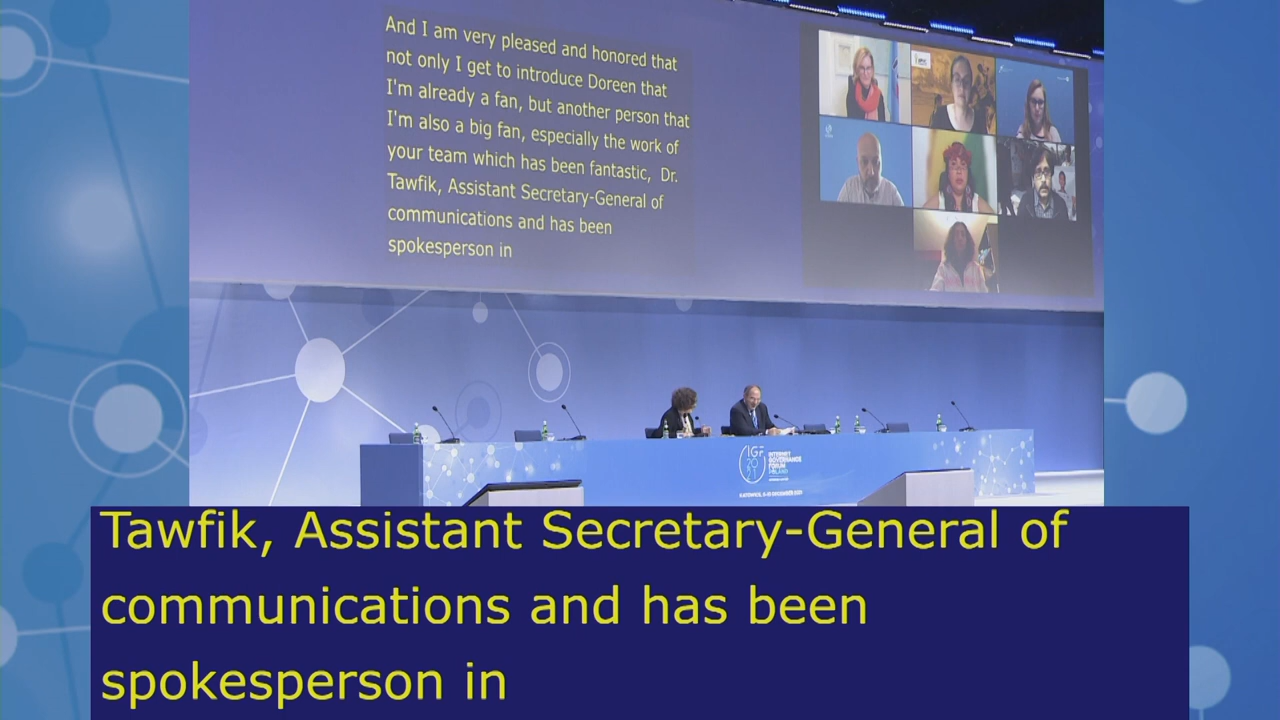 And I am very pleased and honored that
not only I get to introduce Doreen that
I'm already a fan, but another person that
I'm also a big fan, especially the work of
your team which has been fantastic,  Dr.
Tawfik, Assistant Secretary-General of
communications and has been
spokesperson in
IGF
2021
INTERNET
GOVERNANCE
FORUM
POLAND
Tawfik, Assistant Secretary-General of
communications and has been
spokesperson in